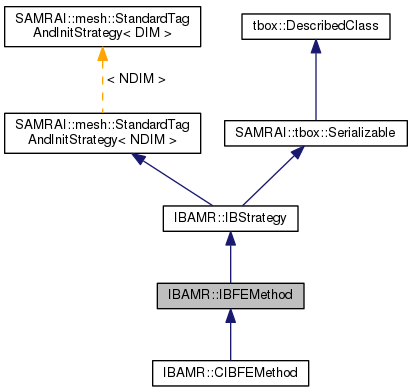 SAMRAI::mesh::StandardTag
AndInitStrategy< DIM >
tbox::DescribedClass
< NDIM >
SAMRAI::mesh::StandardTag
AndInitStrategy< NDIM >
SAMRAI::tbox::Serializable
IBAMR::IBStrategy
IBAMR::IBFEMethod
IBAMR::CIBFEMethod